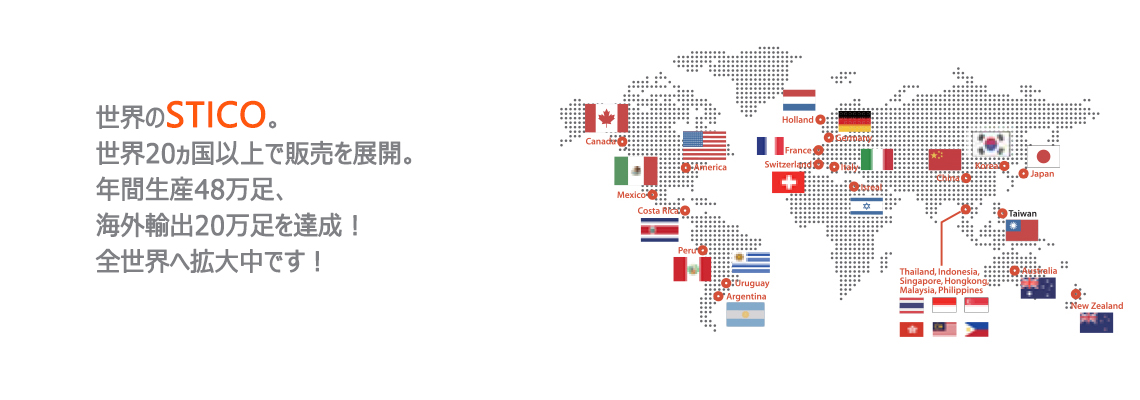 世界のSTICO。
世界20ヵ国以上で販売を展開。
年間生産48万足、
海外輸出20万足を達成！
全世界へ拡大中です！
Holland
Canada
Germany
France
America
Switzerland
Italy
Korea
Japan
China
Mexico
Costa Rica
Taiwan
Peru
Uruguay
Argentina
Thailand, Indonesia,
Singapore, Hongkong,
Malaysia, Philippines
Australia
New Zealand